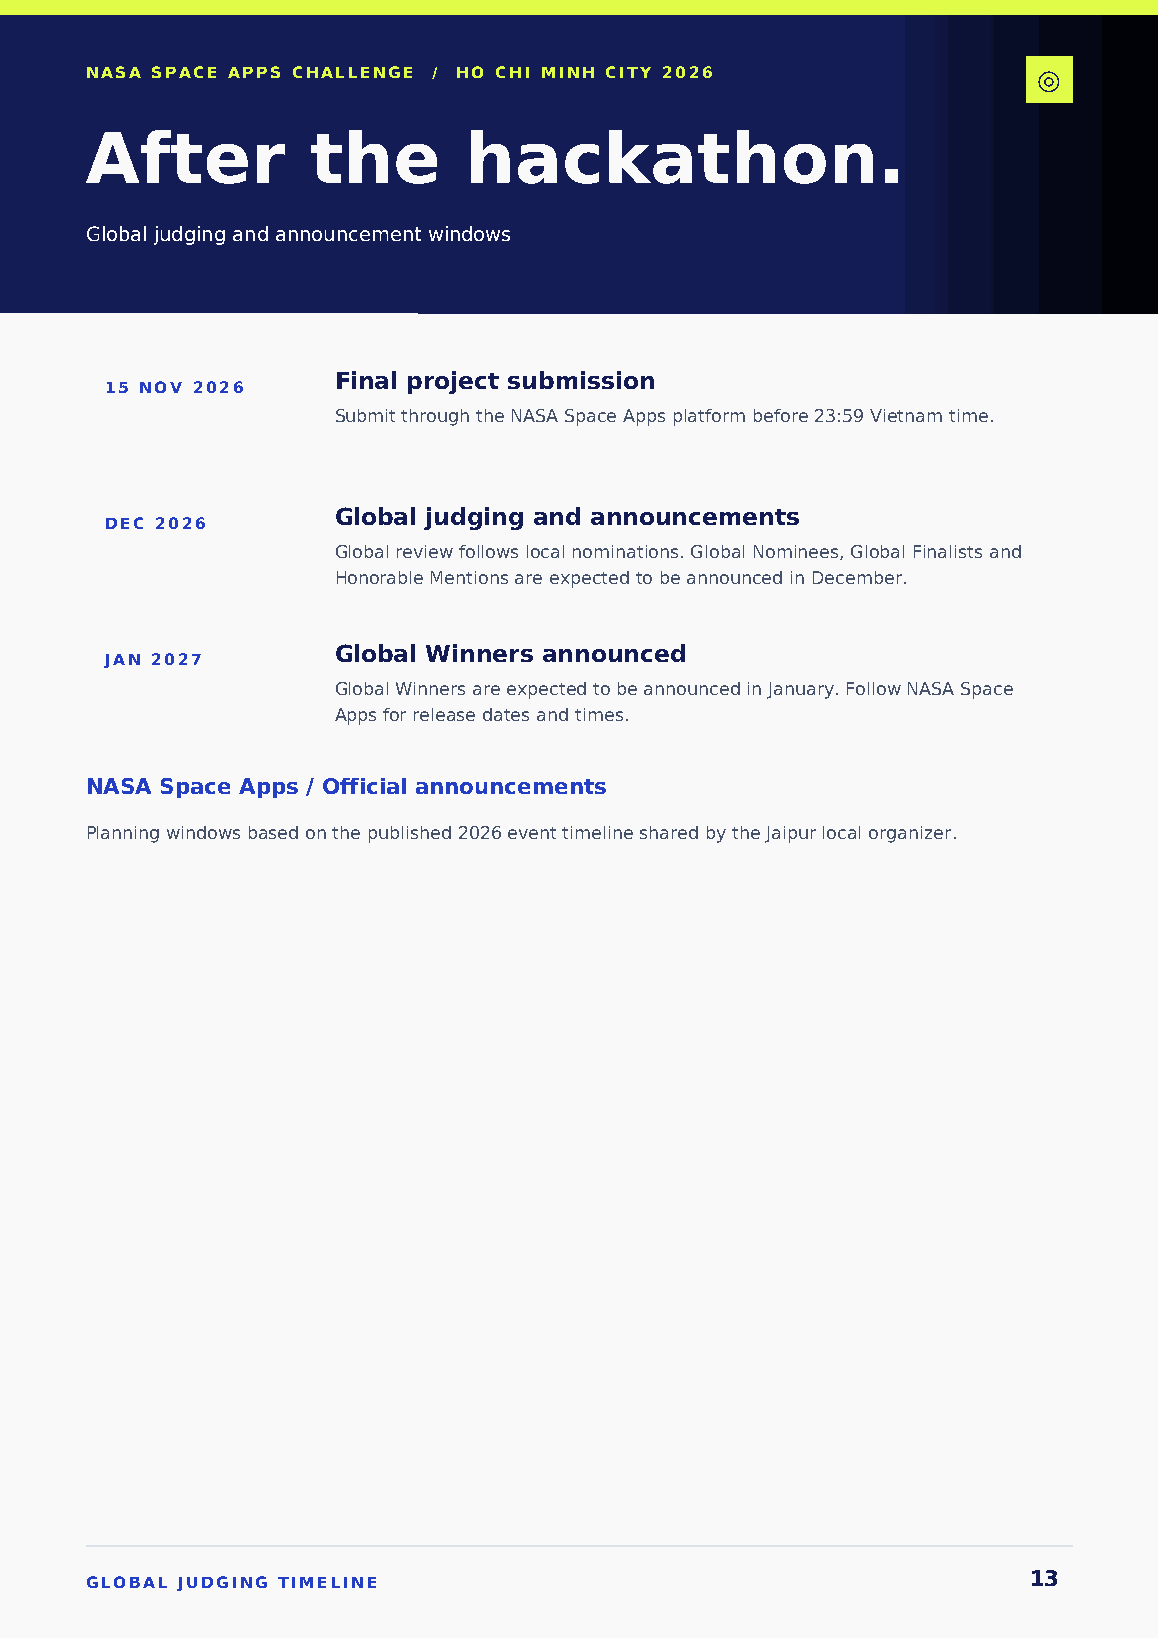 NASA SPACE APPS CHALLENGE / HO CHI MINH CITY 2026
After the hackathon.
Global judging and announcement windows
15 NOV 2026
Final project submission
Submit through the NASA Space Apps platform before 23:59 Vietnam time.
DEC 2026
Global judging and announcements
Global review follows local nominations. Global Nominees, Global Finalists and
Honorable Mentions are expected to be announced in December.
JAN 2027
Global Winners announced
Global Winners are expected to be announced in January. Follow NASA Space
Apps for release dates and times.
NASA Space Apps / Official announcements
Planning windows based on the published 2026 event timeline shared by the Jaipur local organizer.
GLOBAL JUDGING TIMELINE
13